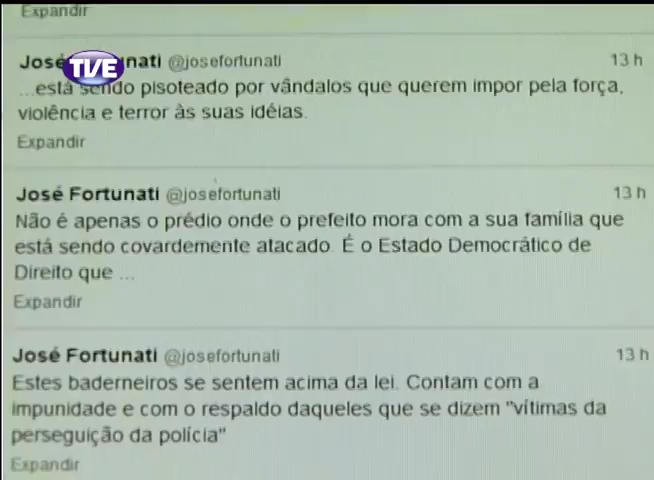 Expandir
José Fortunati @josefortunati 13 h
TVE
...está sendo pisoteado por vândalos que querem impor pela força,
violência e terror às suas idéias.
Expandir
José Fortunati @josefortunati 13 h
Não é apenas o prédio onde o prefeito mora com a sua família que
está sendo covardemente atacado. É o Estado Democrático de
Direito que ...
Expandir
José Fortunati @josefortunati 13 h
Estes baderneiros se sentem acima da lei. Contam com a
impunidade e com o respaldo daqueles que se dizem "vítimas da
perseguição da polícia"
Expandir